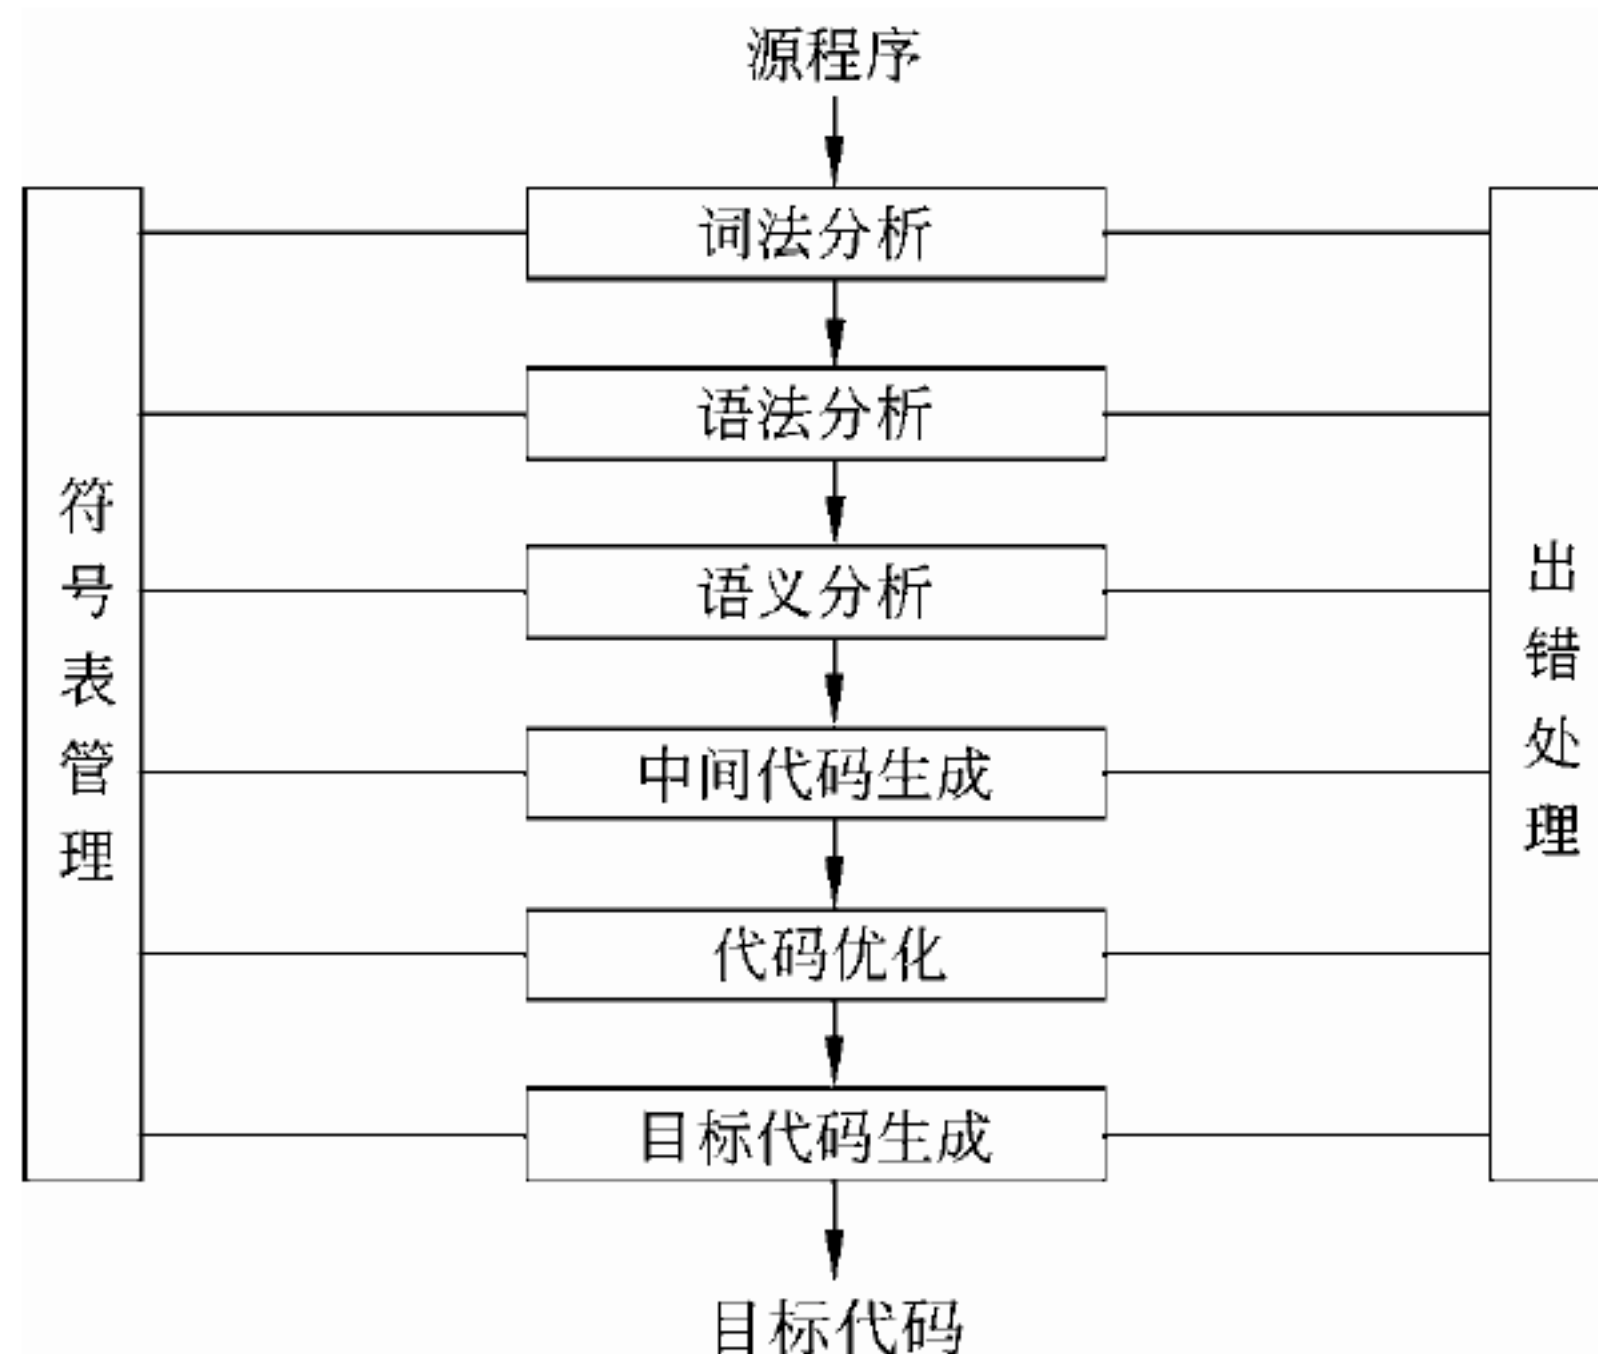 源程序
词法分析
语法分析
语义分析
中间代码生成
代码优化
目标代码生成
目标代码
符号表管理
出错处理